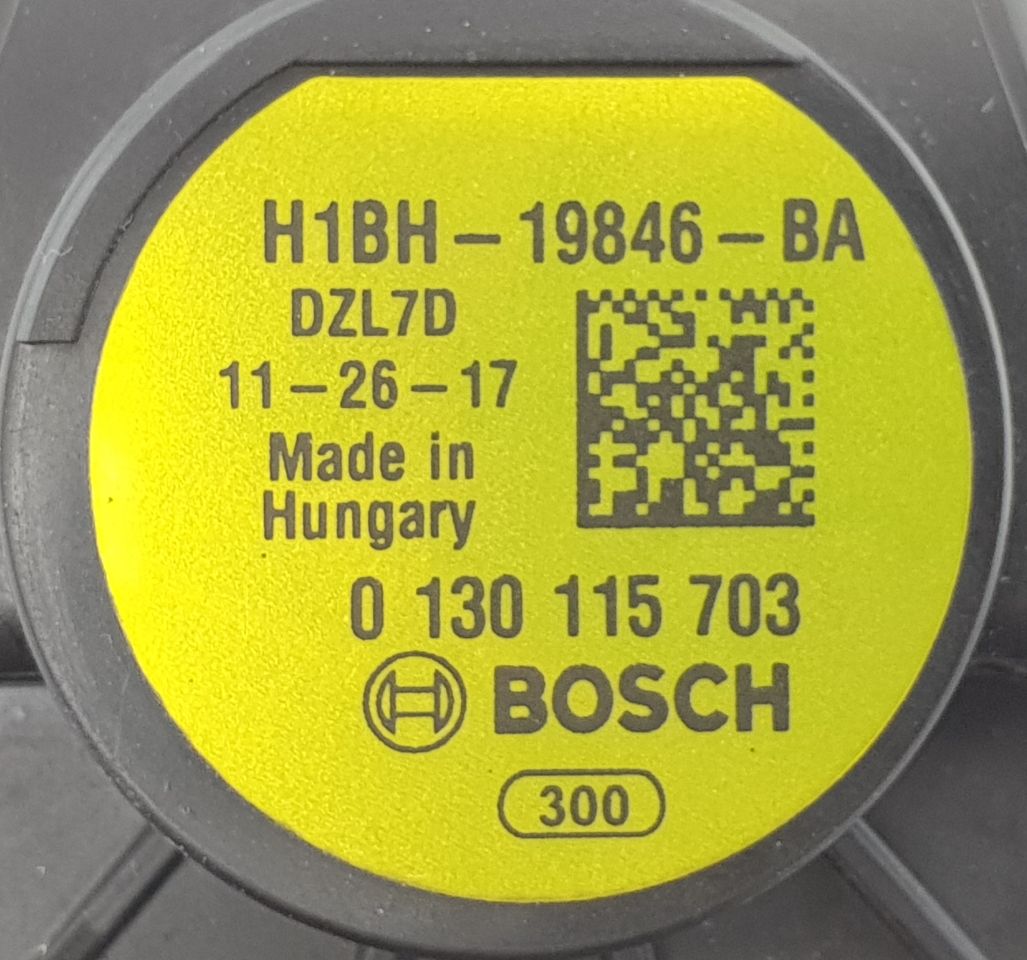 H1BH - 19846 - BA
DZL7D
11 - 26 - 17
Made in
Hungary
0 130 115 703
BOSCH
300